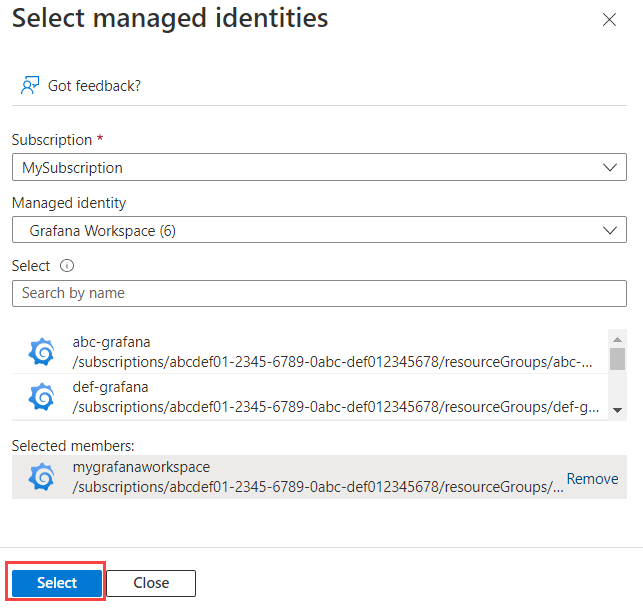 Select managed identities
Got feedback?
Subscription *
MySubscription
Managed identity
Grafana Workspace (6)
Select
Search by name
abc-grafana
/subscriptions/abcdef01-2345-6789-0abc-def012345678/resourceGroups/abc-...
def-grafana
/subscriptions/abcdef01-2345-6789-0abc-def012345678/resourceGroups/def-g...
Selected members:
mygrafanaworkspace
/subscriptions/abcdef01-2345-6789-0abc-def012345678/resourceGroups/...
Remove
Select
Close